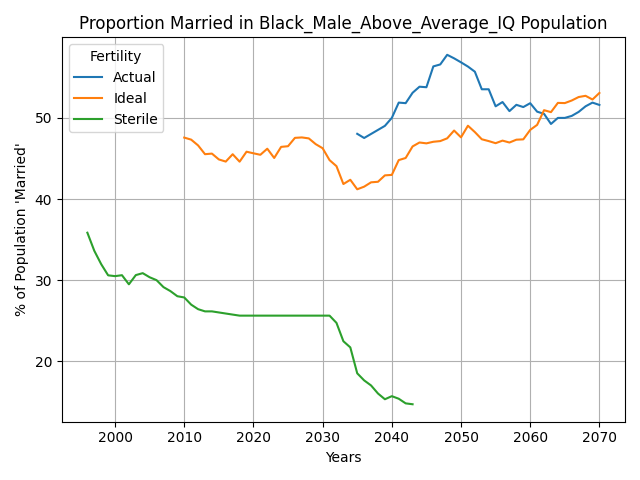 Proportion Married in Black_Male_Above_Average_IQ Population
Fertility
Actual
Ideal
Sterile
% of Population 'Married'
50
40
30
20
2000 2010 2020 2030 2040 2050 2060 2070
Years